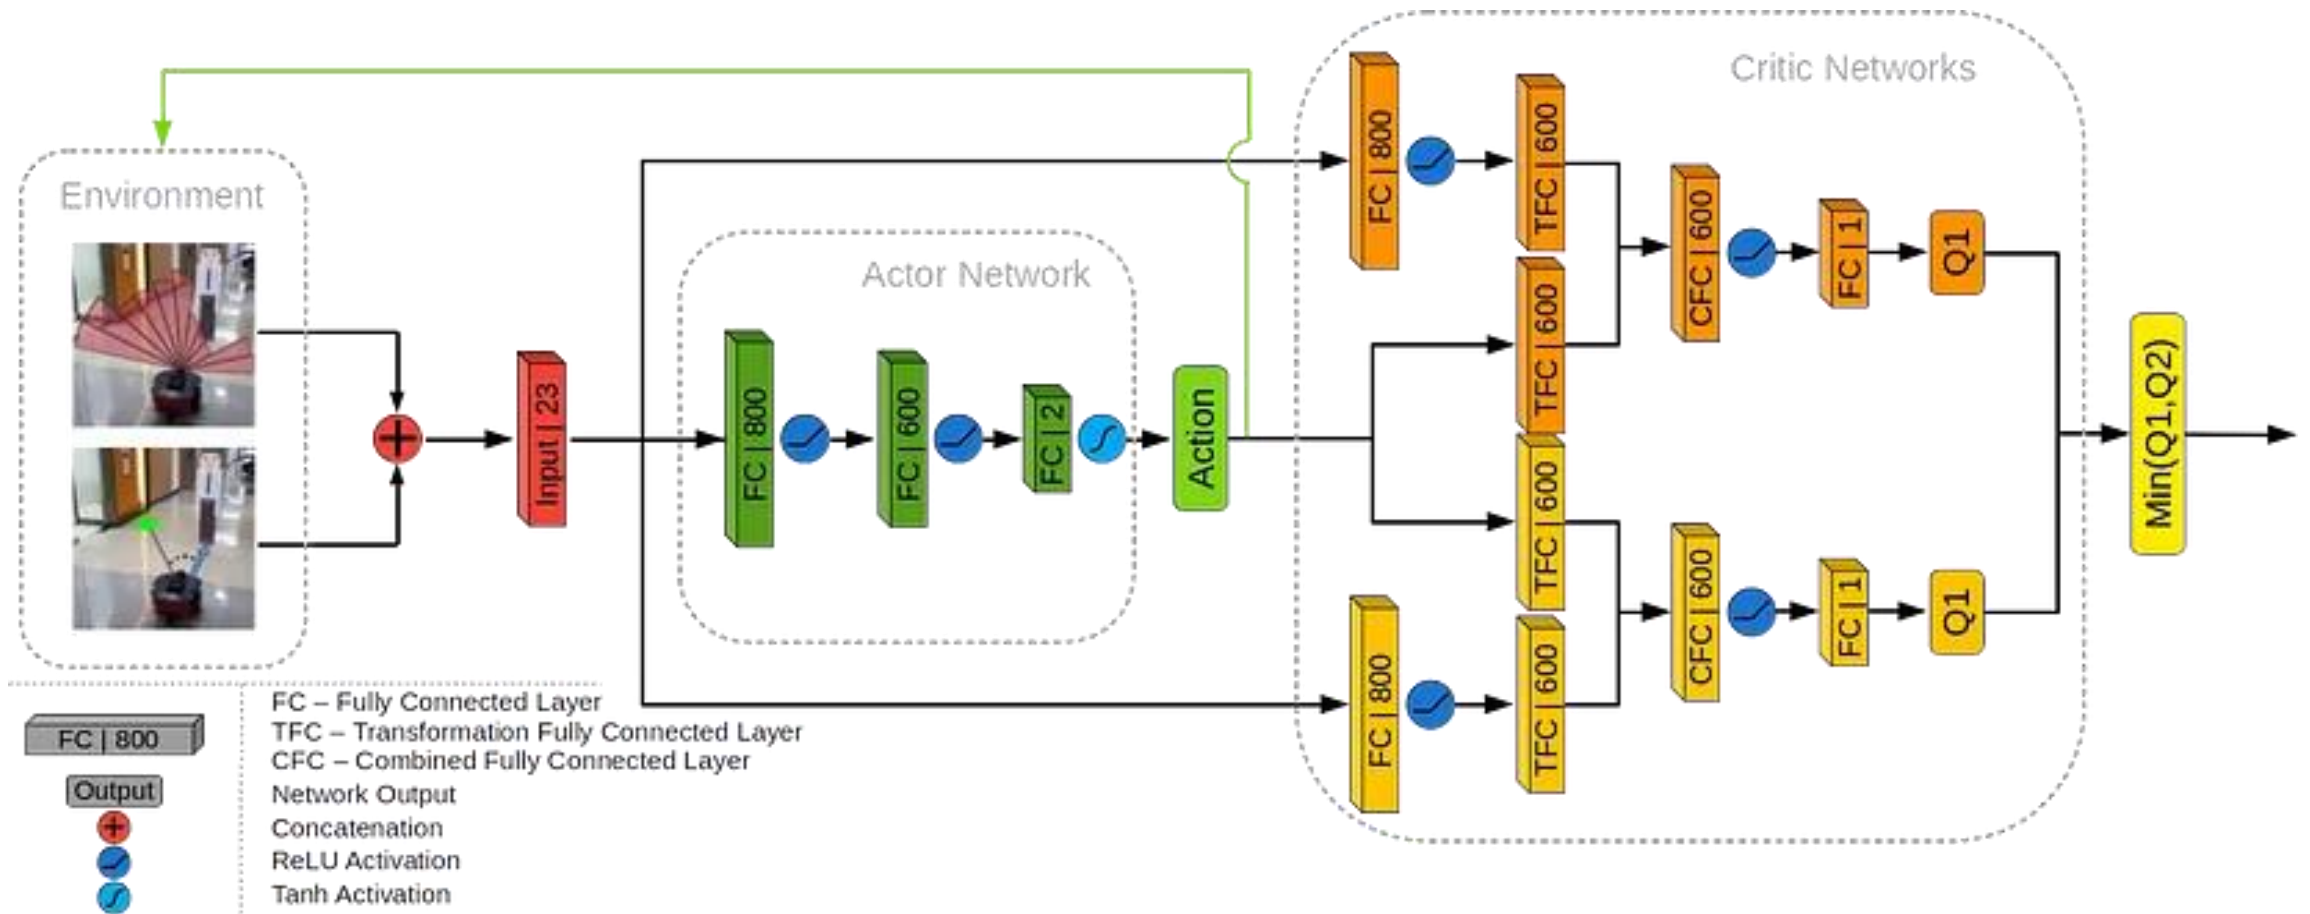 Critic Networks
Environment
Actor Network
Input | 23
FC | 800
FC | 600
FC | 2
Action
FC | 800
TFC | 600
TFC | 600
CFC | 600
FC | 1
Q1
TFC | 600
FC | 800
TFC | 600
CFC | 600
FC | 1
Q1
Min(Q1,Q2)
FC | 800
FC – Fully Connected Layer
TFC – Transformation Fully Connected Layer
CFC – Combined Fully Connected Layer
Output
Network Output
Concatenation
ReLU Activation
Tanh Activation